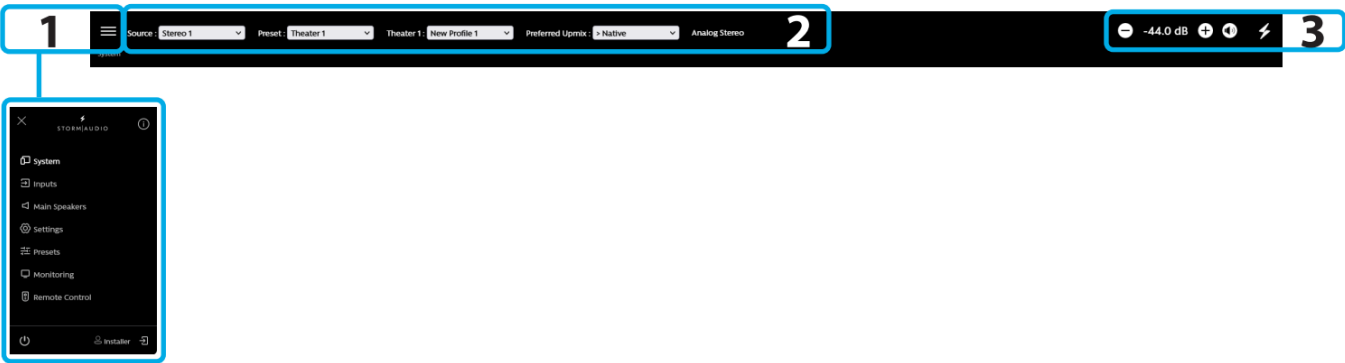 1
Source : Stereo 1 Preset : Theater 1 Theater 1 : New Profile 1 Preferred Upmix : > Native Analog Stereo
2
-44.0 dB
3
System
STORM|AUDIO
System
Inputs
Main Speakers
Settings
Presets
Monitoring
Remote Control
Installer